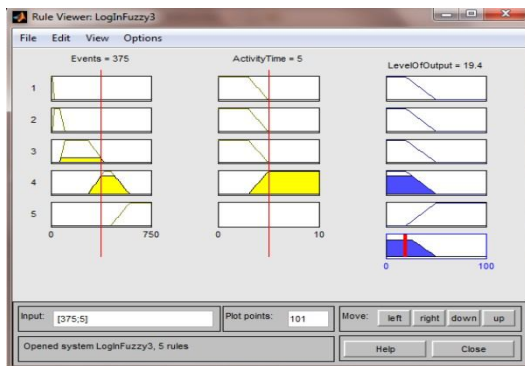 Rule Viewer: LogInFuzzy3
File Edit View Options
Events = 375
ActivityTime = 5
LevelOfOutput = 19.4
1
2
3
4
5
0 750
0 10
0 100
Input: [375;5]
Plot points: 101
Move: left right down up
Opened system LogInFuzzy3, 5 rules
Help Close